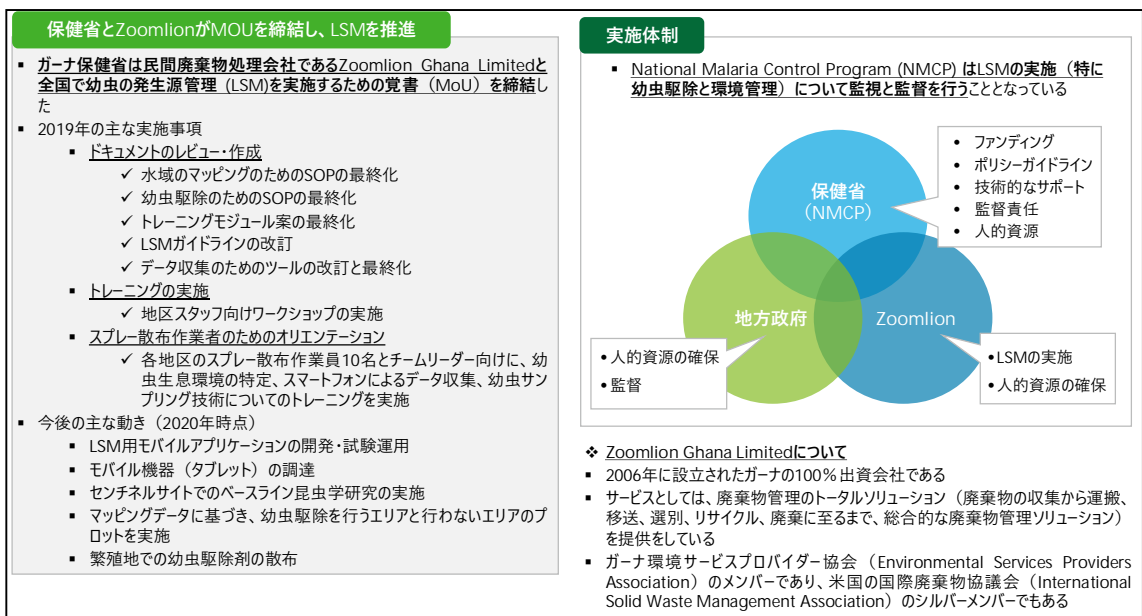 保健省とZoomlionがMOUを締結し、LSMを推進
▪ ガーナ保健省は民間廃棄物処理会社であるZoomlion Ghana Limitedと
全国で幼虫の発生源管理 (LSM)を実施するための覚書（MoU）を締結し
た
▪ 2019年の主な実施事項
▪ ドキュメントのレビュー・作成
✓ 水域のマッピングのためのSOPの最終化
✓ 幼虫駆除のためのSOPの最終化
✓ トレーニングモジュール案の最終化
✓ LSMガイドラインの改訂
✓ データ収集のためのツールの改訂と最終化
▪ トレーニングの実施
✓ 地区スタッフ向けワークショップの実施
▪ スプレー散布作業者のためのオリエンテーション
✓ 各地区のスプレー散布作業員10名とチームリーダー向けに、幼
虫生息環境の特定、スマートフォンによるデータ収集、幼虫サン
プリング技術についてのトレーニングを実施
▪ 今後の主な動き（2020年時点）
▪ LSM用モバイルアプリケーションの開発・試験運用
▪ モバイル機器（タブレット）の調達
▪ センチネルサイトでのベースライン昆虫学研究の実施
▪ マッピングデータに基づき、幼虫駆除を行うエリアと行わないエリアのプ
ロットを実施
▪ 繁殖地での幼虫駆除剤の散布
実施体制
▪ National Malaria Control Program (NMCP) はLSMの実施（特に
幼虫駆除と環境管理）について監視と監督を行うこととなっている
保健省
（NMCP）
▪ ファンディング
▪ ポリシーガイドライン
▪ 技術的なサポート
▪ 監督責任
▪ 人的資源
地方政府
Zoomlion
•人的資源の確保
•監督
•LSMの実施
•人的資源の確保
❖ Zoomlion Ghana Limitedについて
▪ 2006年に設立されたガーナの100％出資会社である
▪ サービスとしては、廃棄物管理のトータルソリューション（廃棄物の収集から運搬、
移送、選別、リサイクル、廃棄に至るまで、総合的な廃棄物管理ソリューション）
を提供をしている
▪ ガーナ環境サービスプロバイダー協会（Environmental Services Providers
Association）のメンバーであり、米国の国際廃棄物協議会（International
Solid Waste Management Association）のシルバーメンバーでもある